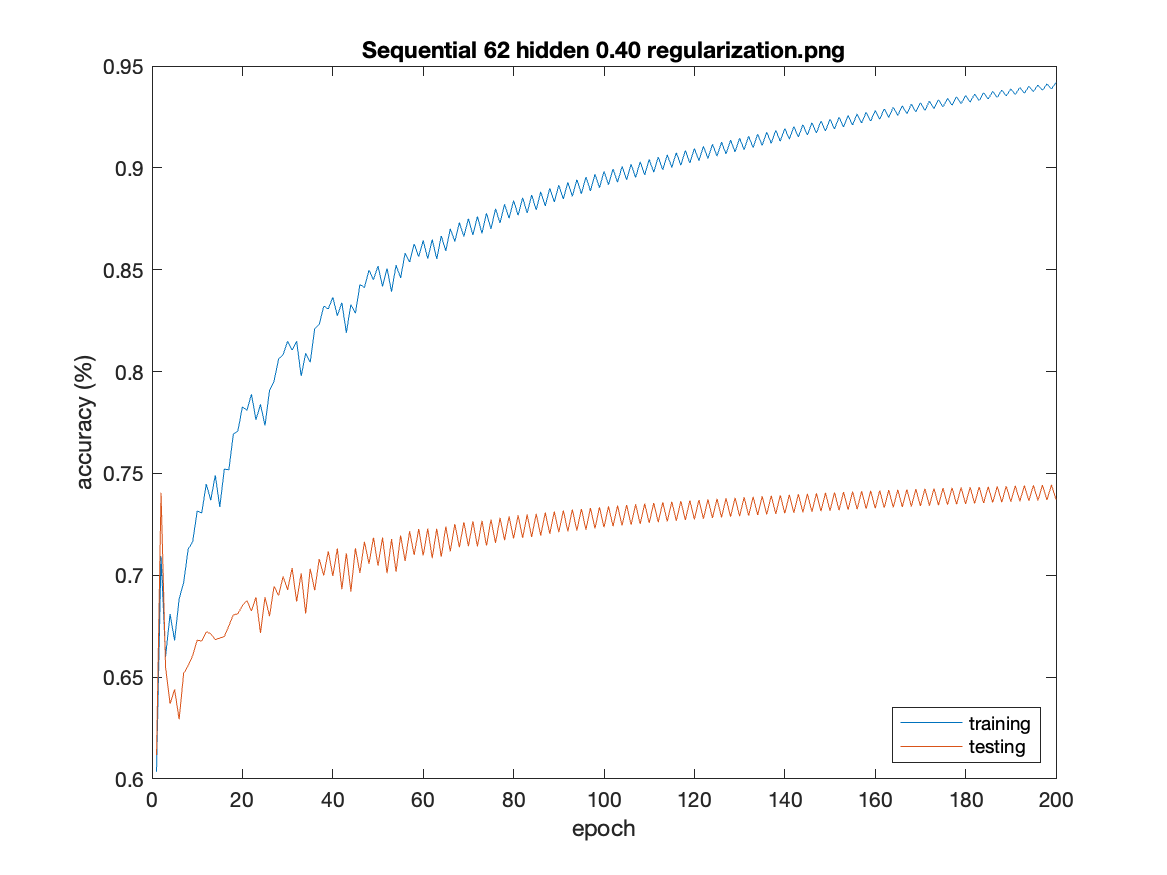 Sequential 62 hidden 0.40 regularization.png
0.95
0.9
0.85
0.8
0.75
0.7
0.65
0.6
accuracy (%)
0 20 40 60 80 100 120 140 160 180 200
epoch
training
testing